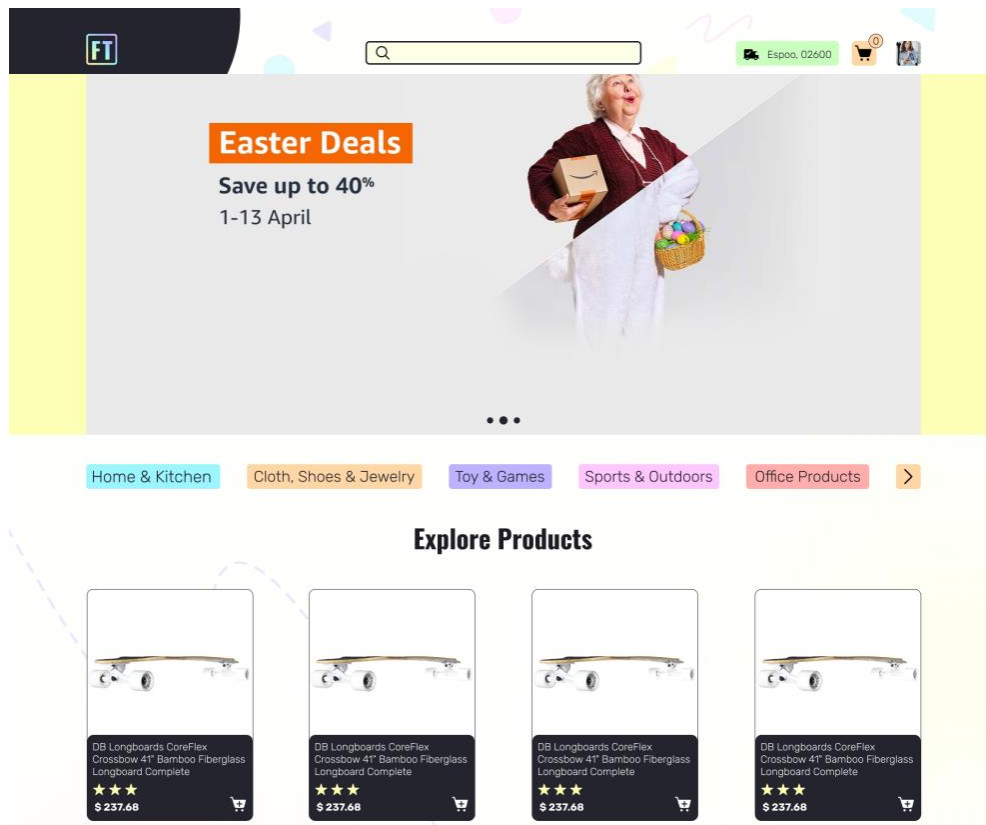 FT
Espoo, 02600
0
Easter Deals
Save up to 40%
1-13 April
Home & Kitchen
Cloth, Shoes & Jewelry
Toy & Games
Sports & Outdoors
Office Products
Explore Products
DB Longboards CoreFlex
Crossbow 41" Bamboo Fiberglass
Longboard Complete
$ 237.68
DB Longboards CoreFlex
Crossbow 41" Bamboo Fiberglass
Longboard Complete
$ 237.68
DB Longboards CoreFlex
Crossbow 41" Bamboo Fiberglass
Longboard Complete
$ 237.68
DB Longboards CoreFlex
Crossbow 41" Bamboo Fiberglass
Longboard Complete
$ 237.68